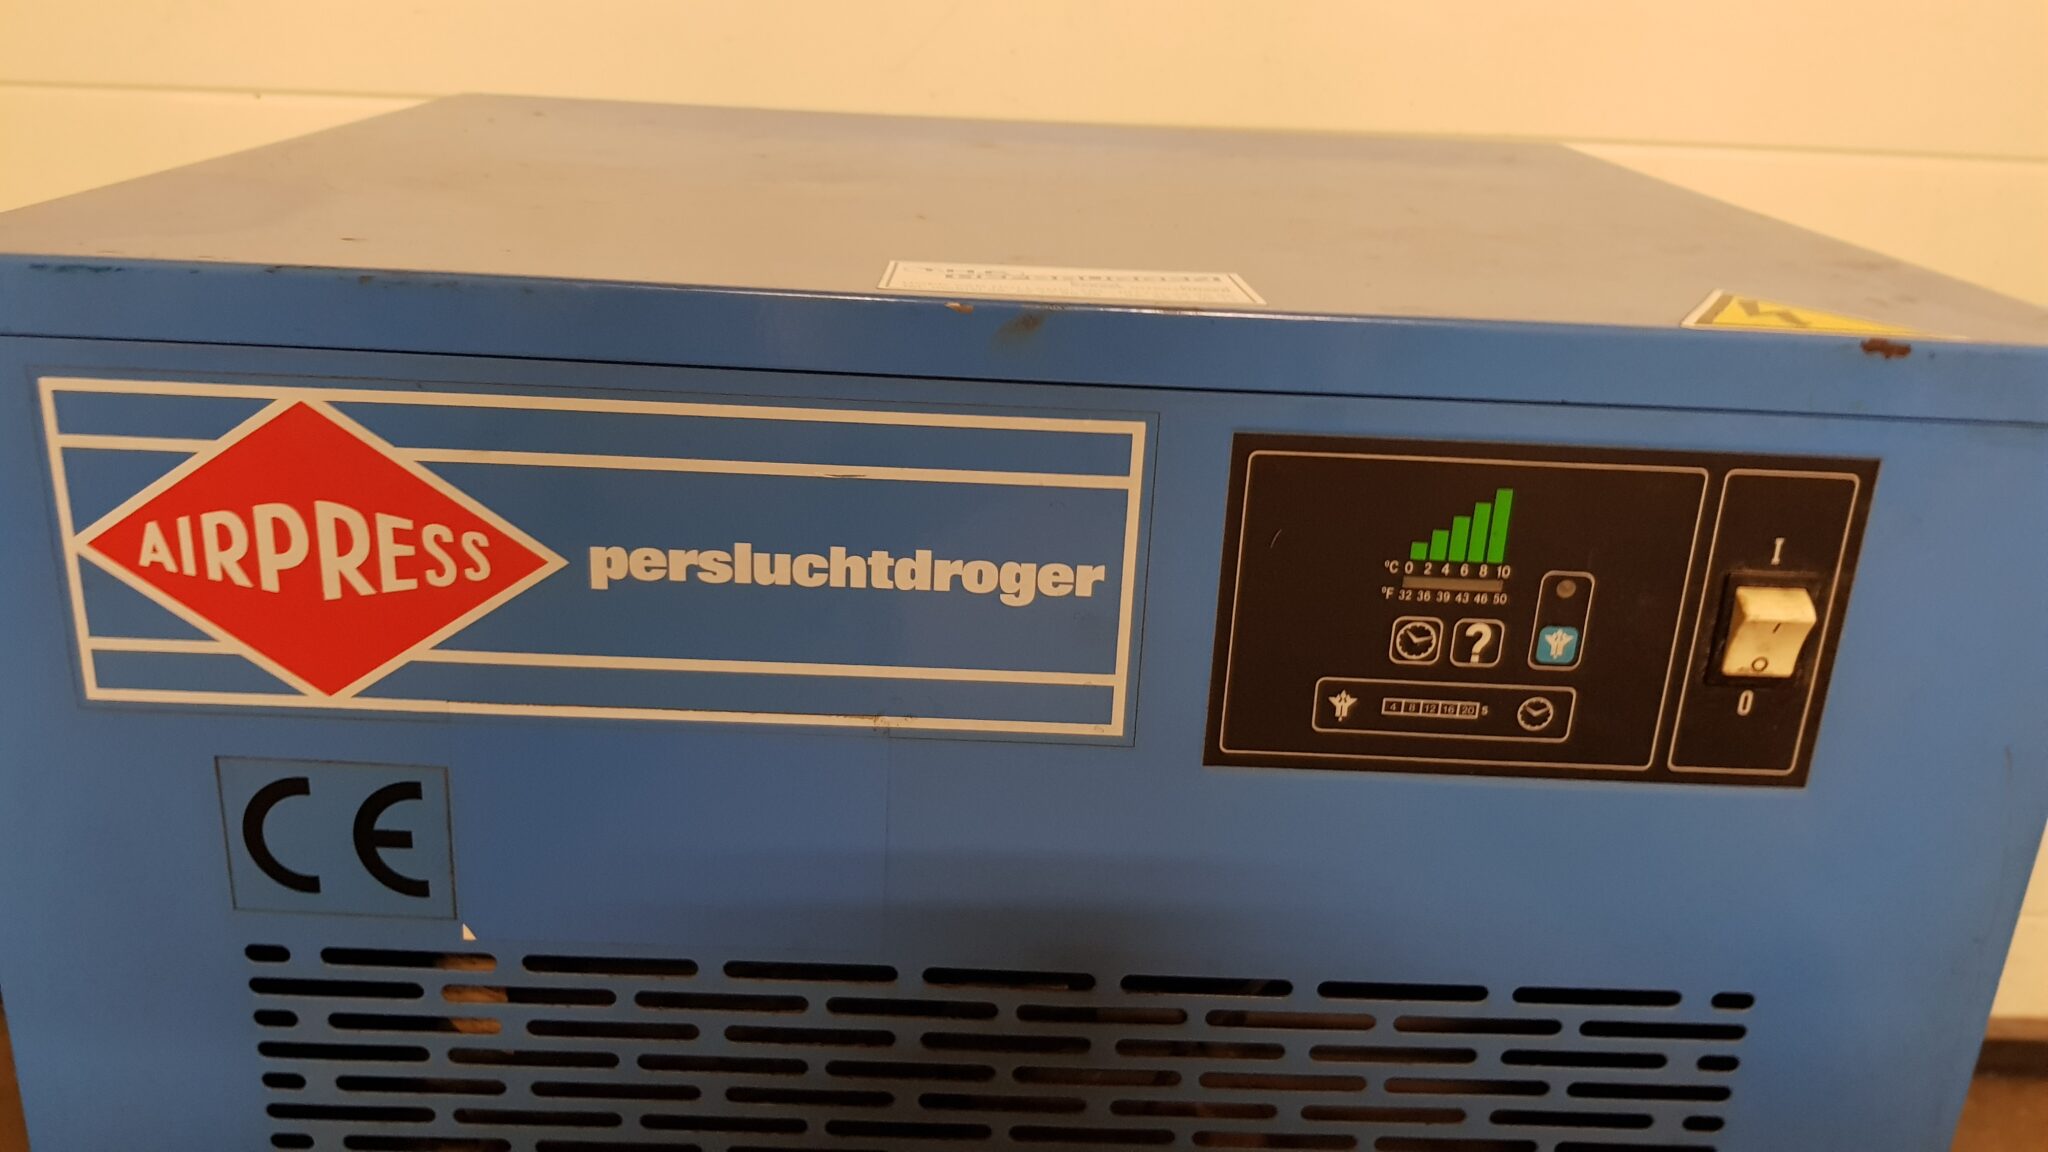 AIRPRESS
persluchtdroger
CE
°C 0 2 4 6 8 10
°F 32 36 39 43 46 50
?
4 8 12 16 20 s
I
I
O
0